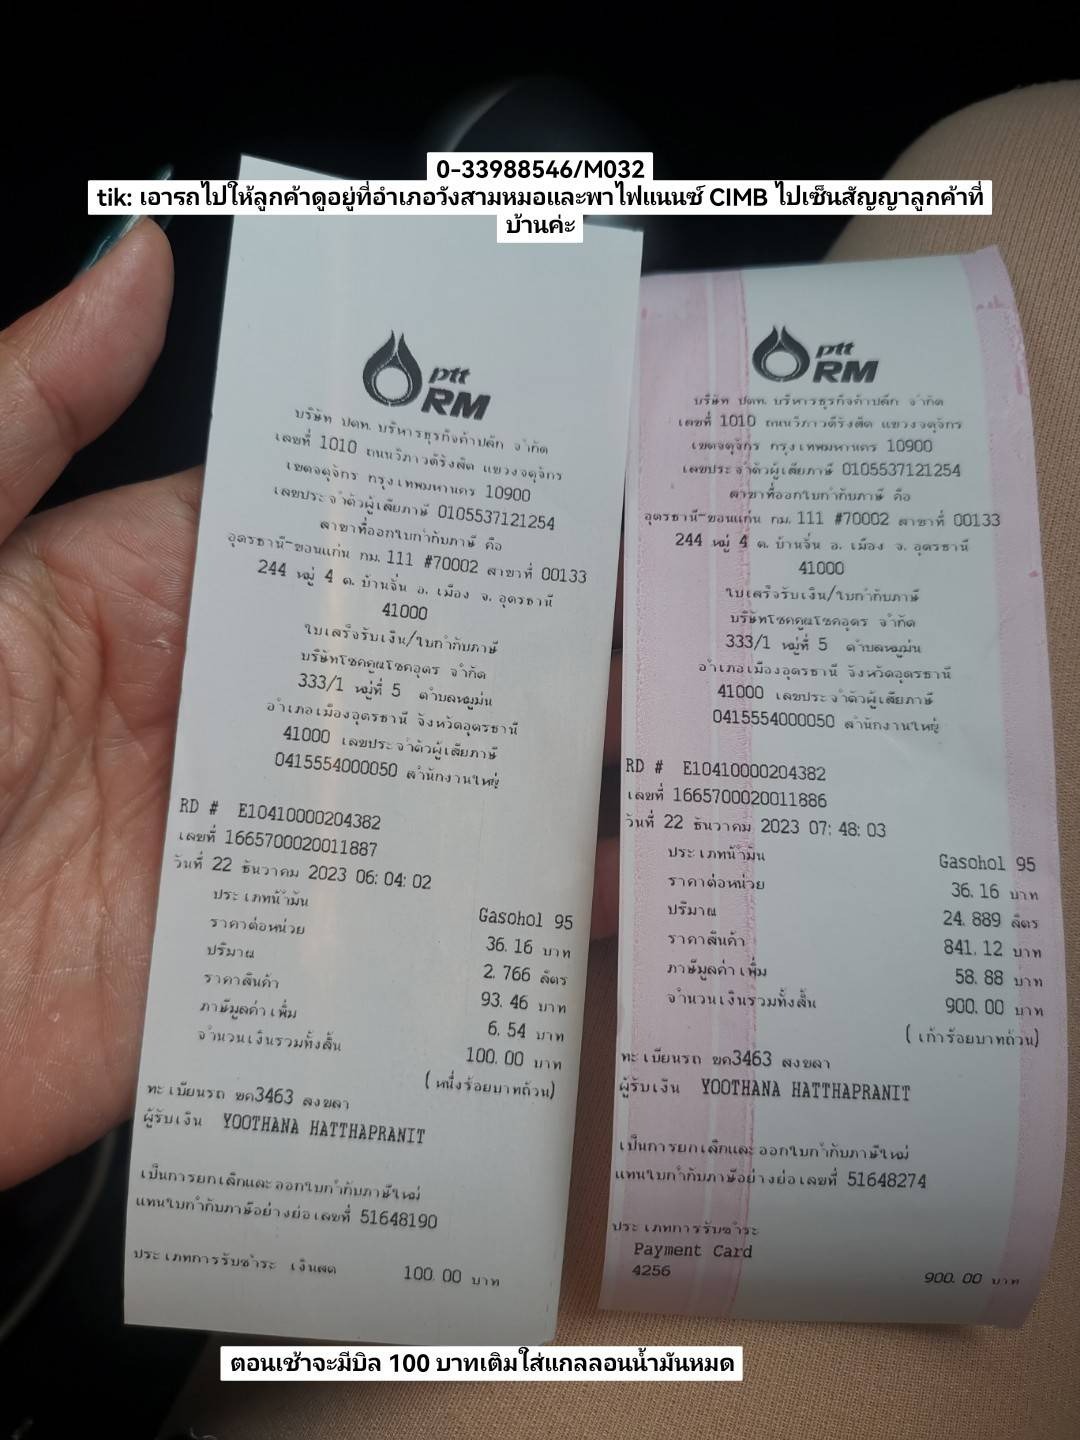 0-33988546/M032
tik: เอารถไปให้ลูกค้าดูอยู่ที่อำเภอวังสามหมอและพาไฟแนนซ์ CIMB ไปเซ็นสัญญาลูกค้าที่
บ้านค่ะ
ptt
RM
บริษัท ปตท. บริหารธุรกิจค้าปลีก จำกัด
เลขที่ 1010 ถนนวิภาวดีรังสิต แขวงจตุจักร
เขตจตุจักร กรุงเทพมหานคร 10900
เลขประจำตัวผู้เสียภาษี 0105537121254
สาขาที่ออกใบกำกับภาษี คือ
อุดรธานี-ขอนแก่น กม. 111 #70002 สาขาที่ 00133
244 หมู่ 4 ต. บ้านจั่น อ. เมือง จ. อุดรธานี
41000
ใบเสร็จรับเงิน/ใบกำกับภาษี
บริษัทโชคคูณโชคอุดร จำกัด
333/1 หมู่ที่ 5 ตำบลหมูม่น
อำเภอเมืองอุดรธานี จังหวัดอุดรธานี
41000 เลขประจำตัวผู้เสียภาษี
0415554000050 สำนักงานใหญ่
RD # E10410000204382
เลขที่ 1665700020011887
วันที่ 22 ธันวาคม 2023 06:04:02
ประเภทน้ำมัน Gasohol 95
ราคาต่อหน่วย 36.16 บาท
ปริมาณ 2.766 ลิตร
ราคาสินค้า 93.46 บาท
ภาษีมูลค่าเพิ่ม 6.54 บาท
จำนวนเงินรวมทั้งสิ้น 100.00 บาท
(หนึ่งร้อยบาทถ้วน)
ทะเบียนรถ ขค3463 สงขลา
ผู้รับเงิน YOOTHANA HATTHAPRANIT
เป็นการยกเลิกและออกใบกำกับภาษีใหม่
แทนใบกำกับภาษีอย่างย่อเลขที่ 51648190
ประเภทการรับชำระ เงินสด 100.00 บาท
ptt
RM
บริษัท ปตท. บริหารธุรกิจค้าปลีก จำกัด
เลขที่ 1010 ถนนวิภาวดีรังสิต แขวงจตุจักร
เขตจตุจักร กรุงเทพมหานคร 10900
เลขประจำตัวผู้เสียภาษี 0105537121254
สาขาที่ออกใบกำกับภาษี คือ
อุดรธานี-ขอนแก่น กม. 111 #70002 สาขาที่ 00133
244 หมู่ 4 ต. บ้านจั่น อ. เมือง จ. อุดรธานี
41000
ใบเสร็จรับเงิน/ใบกำกับภาษี
บริษัทโชคคูณโชคอุดร จำกัด
333/1 หมู่ที่ 5 ตำบลหมูม่น
อำเภอเมืองอุดรธานี จังหวัดอุดรธานี
41000 เลขประจำตัวผู้เสียภาษี
0415554000050 สำนักงานใหญ่
RD # E10410000204382
เลขที่ 1665700020011886
วันที่ 22 ธันวาคม 2023 07:48:03
ประเภทน้ำมัน Gasohol 95
ราคาต่อหน่วย 36.16 บาท
ปริมาณ 24.889 ลิตร
ราคาสินค้า 841.12 บาท
ภาษีมูลค่าเพิ่ม 58.88 บาท
จำนวนเงินรวมทั้งสิ้น 900.00 บาท
(เก้าร้อยบาทถ้วน)
ทะเบียนรถ ขค3463 สงขลา
ผู้รับเงิน YOOTHANA HATTHAPRANIT
เป็นการยกเลิกและออกใบกำกับภาษีใหม่
แทนใบกำกับภาษีอย่างย่อเลขที่ 51648274
ประเภทการรับชำระ
Payment Card
4256 900.00 บาท
ตอนเช้าจะมีบิล 100 บาทเติมใส่แกลลอนน้ำมันหมด